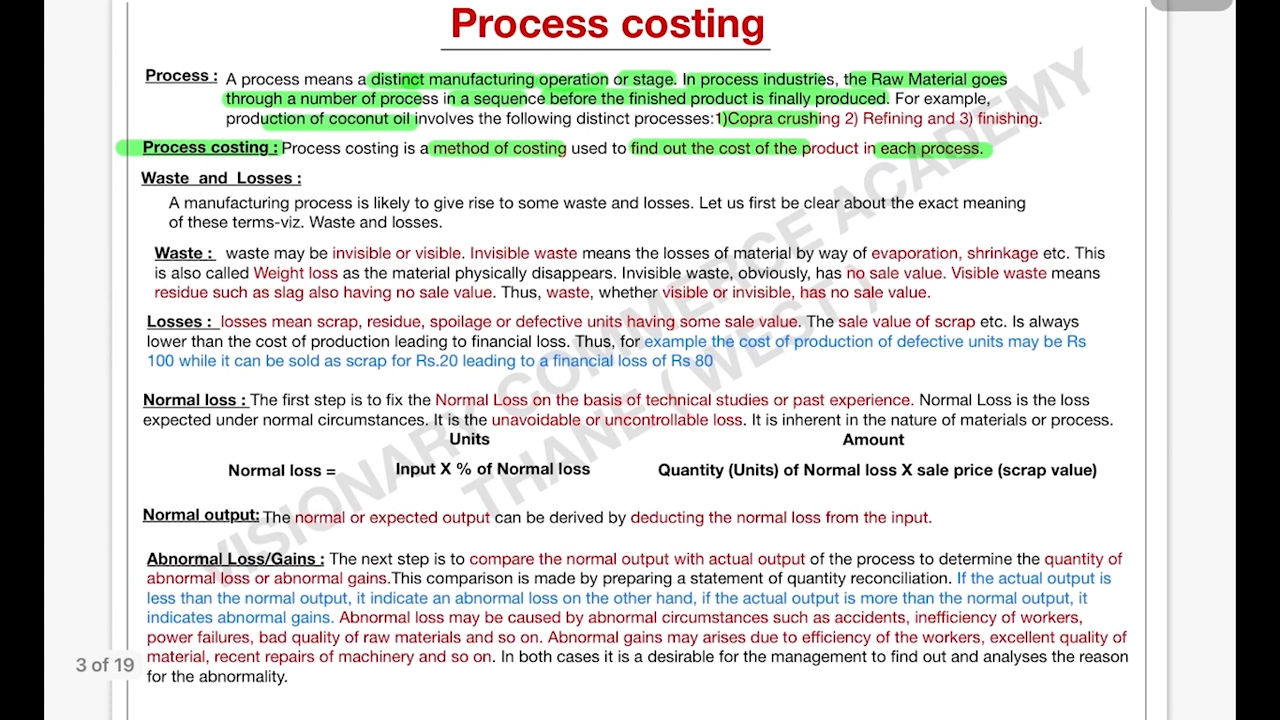 Process costing
Process : A process means a distinct manufacturing operation or stage. In process industries, the Raw Material goes
through a number of process in a sequence before the finished product is finally produced. For example,
production of coconut oil involves the following distinct processes:1)Copra crushing 2) Refining and 3) finishing.
Process costing : Process costing is a method of costing used to find out the cost of the product in each process.
Waste and Losses :
A manufacturing process is likely to give rise to some waste and losses. Let us first be clear about the exact meaning
of these terms-viz. Waste and losses.
Waste : waste may be invisible or visible. Invisible waste means the losses of material by way of evaporation, shrinkage etc. This
is also called Weight loss as the material physically disappears. Invisible waste, obviously, has no sale value. Visible waste means
residue such as slag also having no sale value. Thus, waste, whether visible or invisible, has no sale value.
Losses : losses mean scrap, residue, spoilage or defective units having some sale value. The sale value of scrap etc. Is always
lower than the cost of production leading to financial loss. Thus, for example the cost of production of defective units may be Rs
100 while it can be sold as scrap for Rs.20 leading to a financial loss of Rs 80
Normal loss : The first step is to fix the Normal Loss on the basis of technical studies or past experience. Normal Loss is the loss
expected under normal circumstances. It is the unavoidable or uncontrollable loss. It is inherent in the nature of materials or process.
Units Amount
Normal loss = Input X % of Normal loss Quantity (Units) of Normal loss X sale price (scrap value)
Normal output: The normal or expected output can be derived by deducting the normal loss from the input.
Abnormal Loss/Gains : The next step is to compare the normal output with actual output of the process to determine the quantity of
abnormal loss or abnormal gains.This comparison is made by preparing a statement of quantity reconciliation. If the actual output is
less than the normal output, it indicate an abnormal loss on the other hand, if the actual output is more than the normal output, it
indicates abnormal gains. Abnormal loss may be caused by abnormal circumstances such as accidents, inefficiency of workers,
power failures, bad quality of raw materials and so on. Abnormal gains may arises due to efficiency of the workers, excellent quality of
material, recent repairs of machinery and so on. In both cases it is a desirable for the management to find out and analyses the reason
for the abnormality.
3 of 19
VISIONARY COMMERCE ACADEMY
THANE ( WEST )